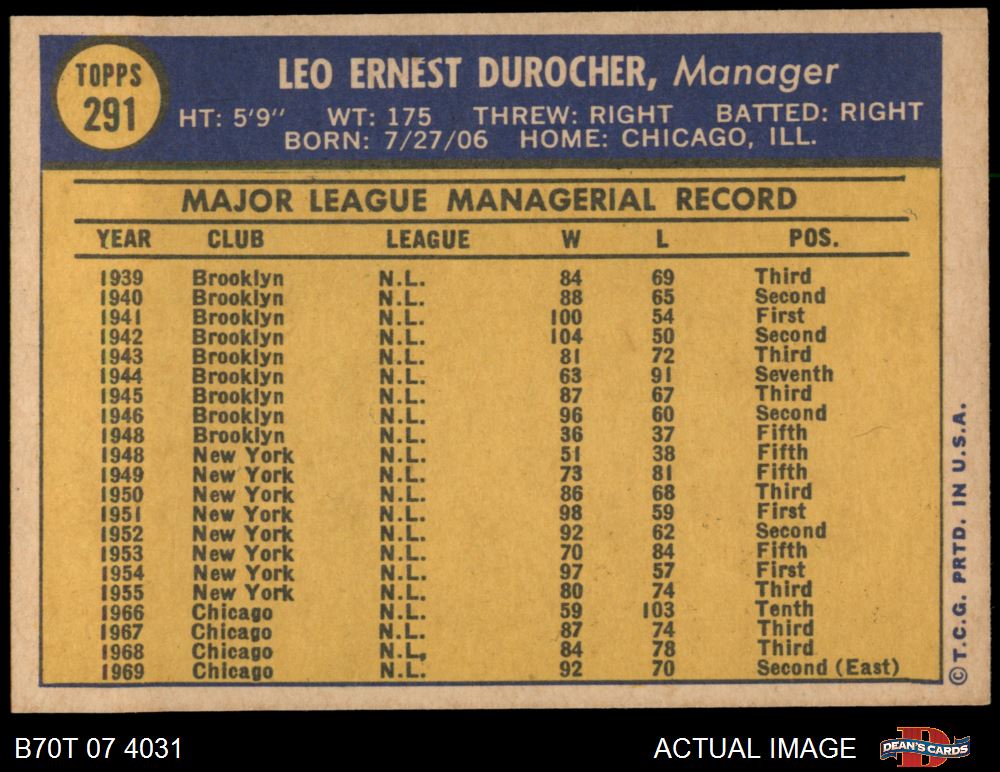 TOPPS
291
LEO ERNEST DUROCHER, Manager
HT: 5'9" WT: 175 THREW: RIGHT BATTED: RIGHT
BORN: 7/27/06 HOME: CHICAGO, ILL.
MAJOR LEAGUE MANAGERIAL RECORD
YEAR CLUB LEAGUE W L POS.
1939 Brooklyn N.L. 84 69 Third
1940 Brooklyn N.L. 88 65 Second
1941 Brooklyn N.L. 100 54 First
1942 Brooklyn N.L. 104 50 Second
1943 Brooklyn N.L. 81 72 Third
1944 Brooklyn N.L. 63 91 Seventh
1945 Brooklyn N.L. 87 67 Third
1946 Brooklyn N.L. 96 60 Second
1948 Brooklyn N.L. 36 37 Fifth
1948 New York N.L. 51 38 Fifth
1949 New York N.L. 73 81 Fifth
1950 New York N.L. 86 68 Third
1951 New York N.L. 98 59 First
1952 New York N.L. 92 62 Second
1953 New York N.L. 70 84 Fifth
1954 New York N.L. 97 57 First
1955 New York N.L. 80 74 Third
1966 Chicago N.L. 59 103 Tenth
1967 Chicago N.L. 87 74 Third
1968 Chicago N.L. 84 78 Third
1969 Chicago N.L. 92 70 Second (East)
© T.C.G. PRTD. IN U.S.A.
B70T 07 4031 ACTUAL IMAGE DEAN'S CARDS